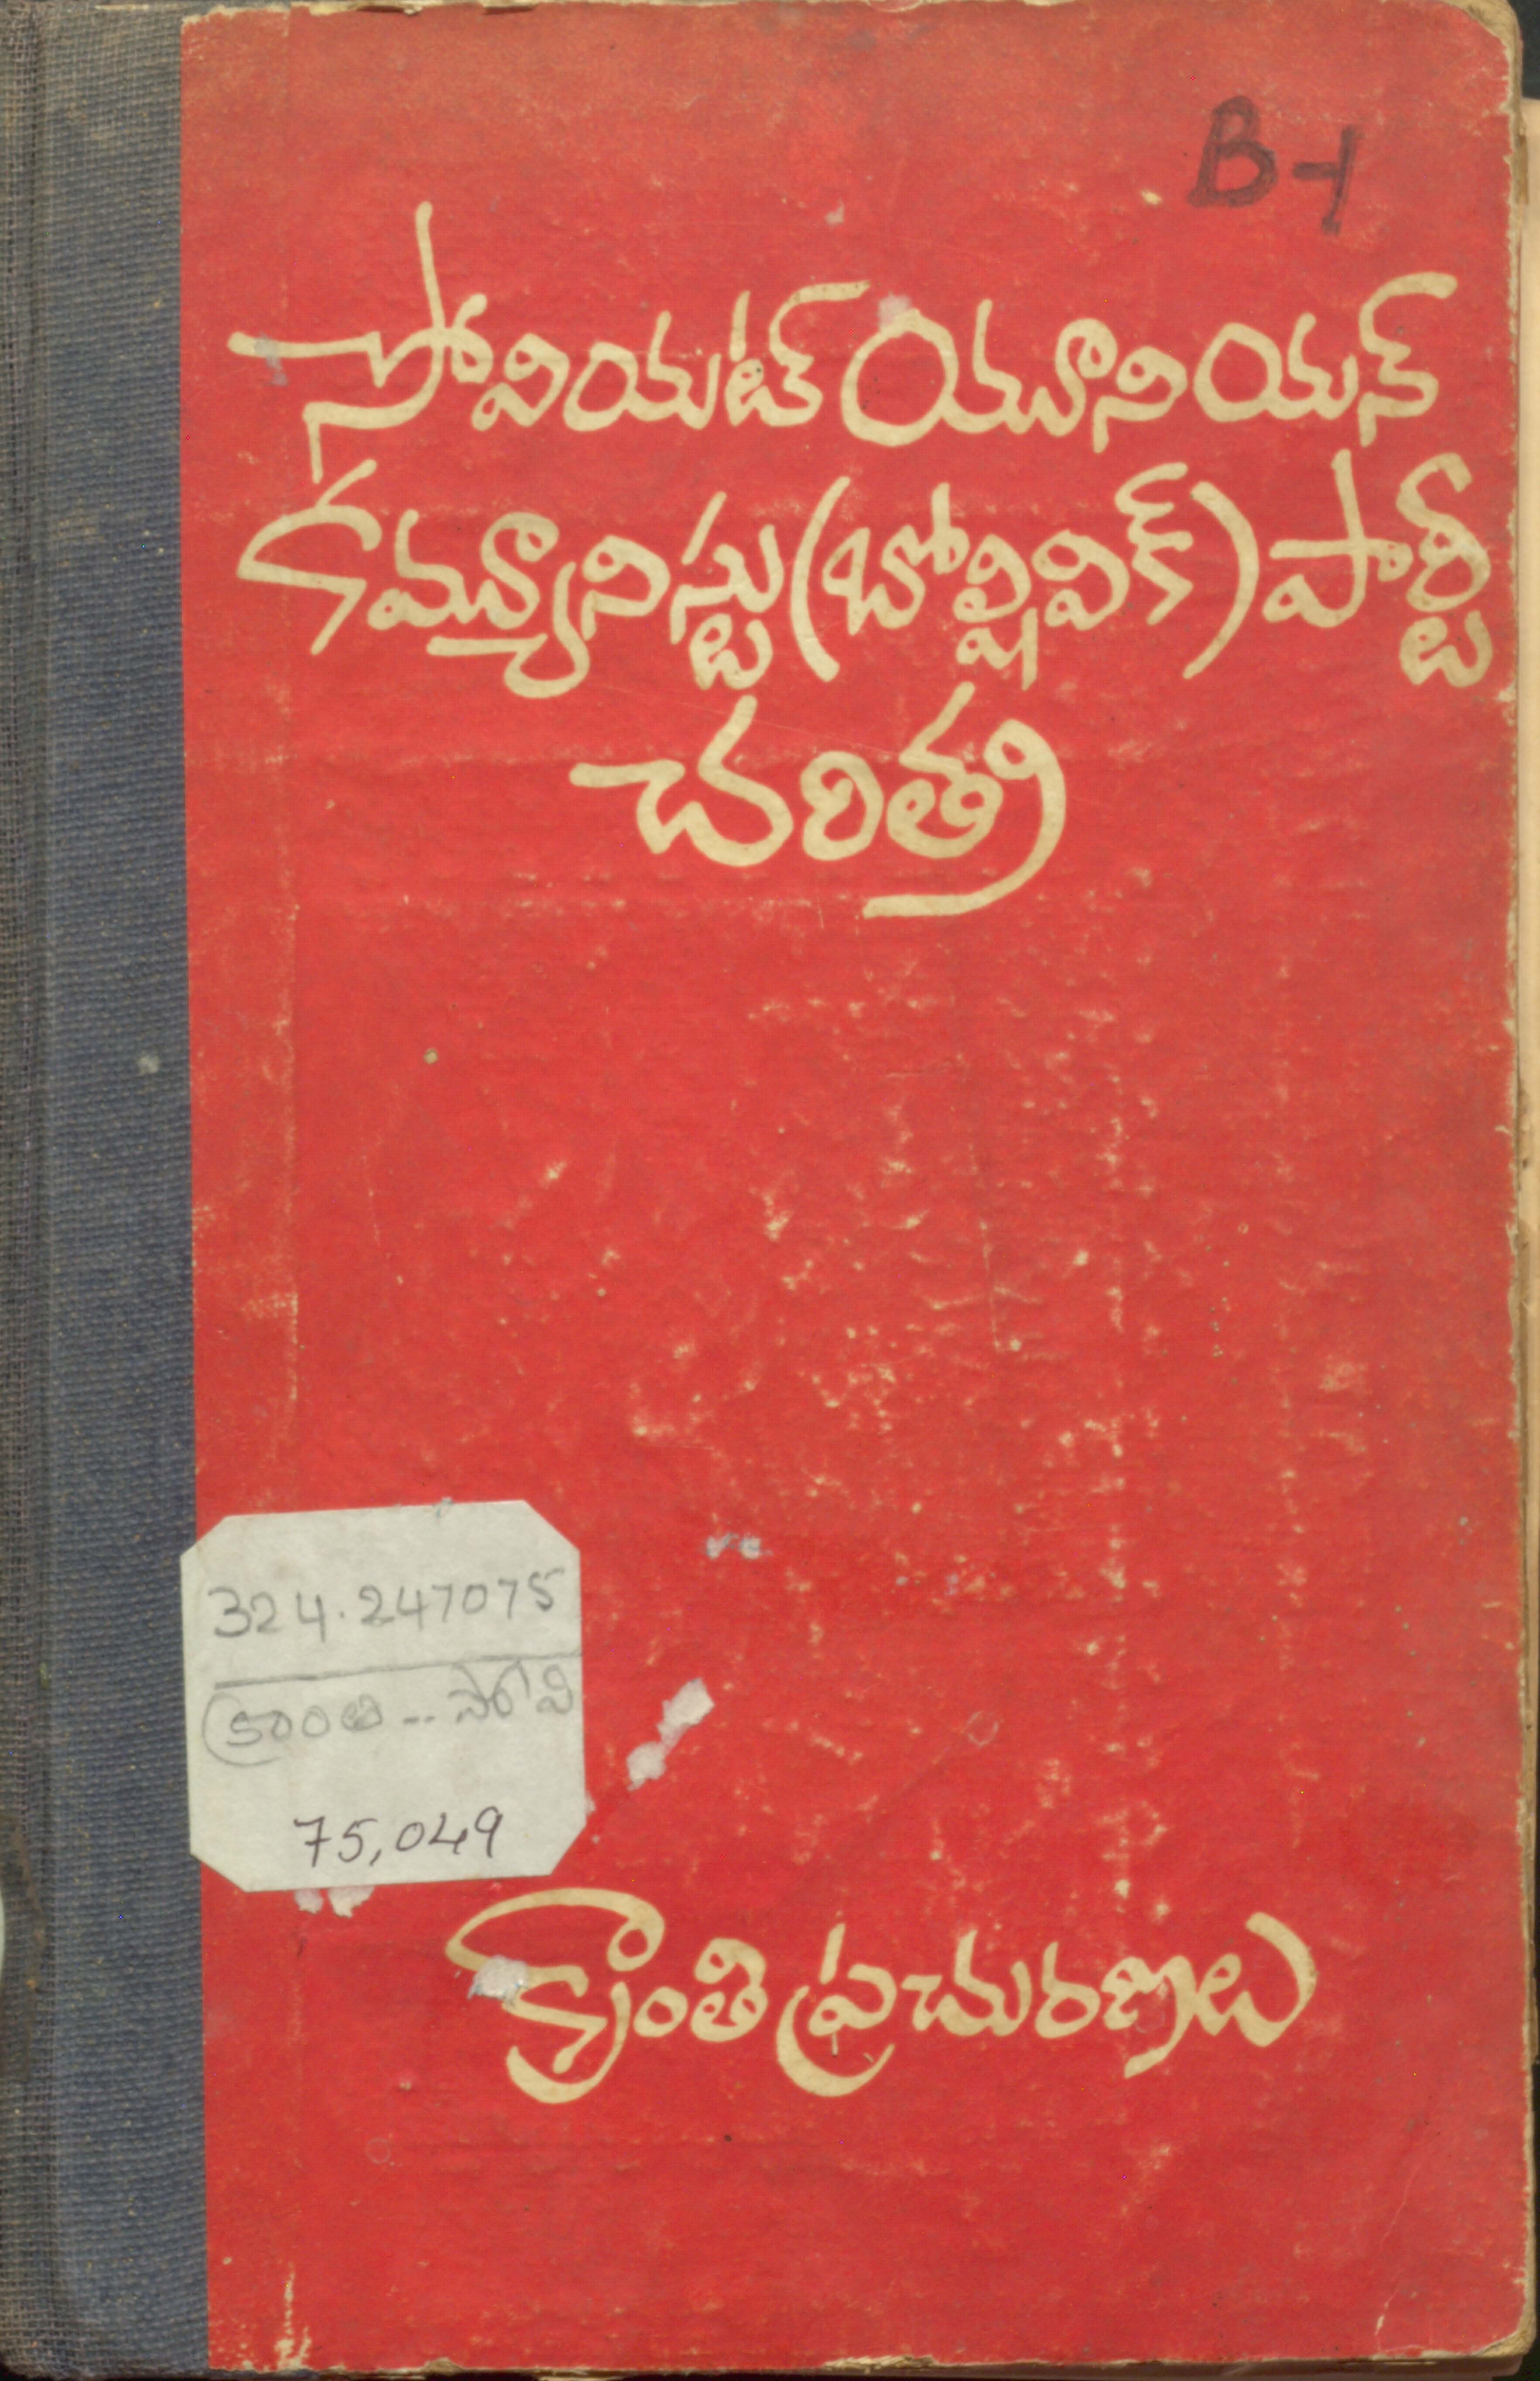 B-1
సోవియట్ యూనియన్
కమ్యూనిస్టు (బోల్షివిక్) పార్టీ
చరిత్ర
324.247075
క్రాంతి.. సోవి
75,049
క్రాంతి ప్రచురణలు